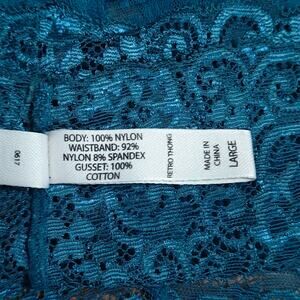 0617
BODY: 100% NYLON
WAISTBAND: 92%
NYLON 8% SPANDEX
GUSSET: 100%
COTTON
RETRO THONG
MADE IN
CHINA
LARGE